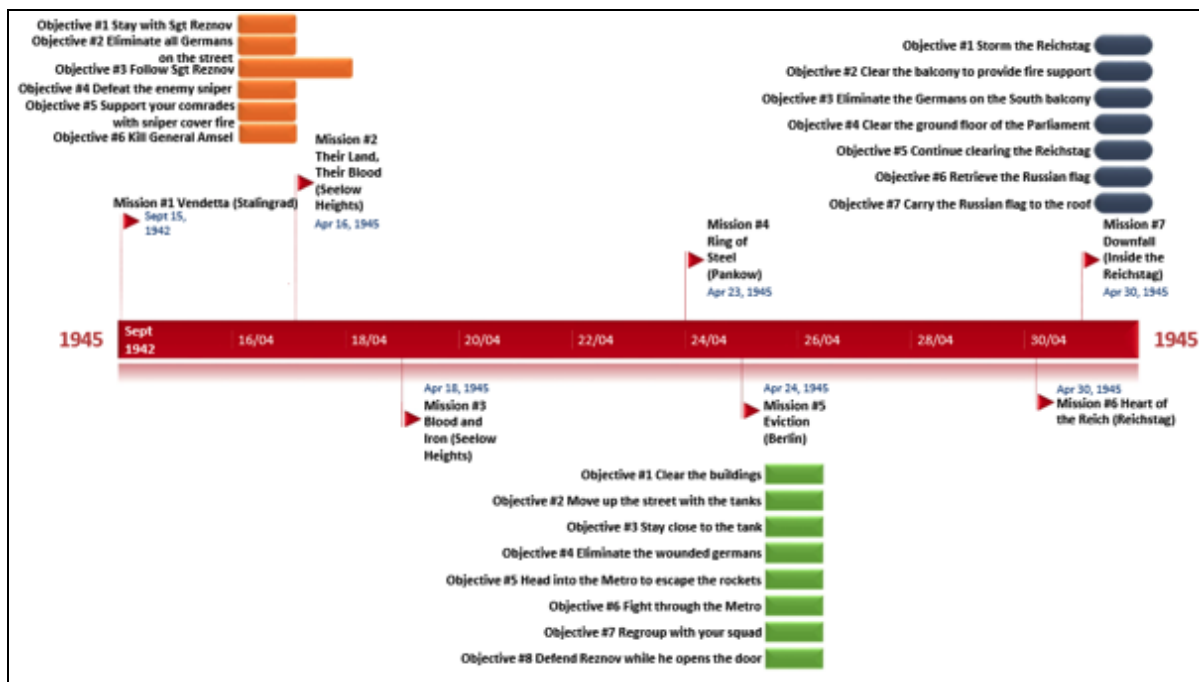 Objective #1 Stay with Sgt Reznov
Objective #2 Eliminate all Germans
on the street
Objective #3 Follow Sgt Reznov
Objective #4 Defeat the enemy sniper
Objective #5 Support your comrades
with sniper cover fire
Objective #6 Kill General Amsel
Objective #1 Storm the Reichstag
Objective #2 Clear the balcony to provide fire support
Objective #3 Eliminate the Germans on the South balcony
Objective #4 Clear the ground floor of the Parliament
Objective #5 Continue clearing the Reichstag
Objective #6 Retrieve the Russian flag
Objective #7 Carry the Russian flag to the roof
Mission #1 Vendetta (Stalingrad)
Sept 15,
1942
Mission #2
Their Land,
Their Blood
(Seelow
Heights)
Apr 16, 1945
Mission #4
Ring of
Steel
(Pankow)
Apr 23, 1945
Mission #7
Downfall
(Inside the
Reichstag)
Apr 30, 1945
1945
Sept
1942
16/04
18/04
20/04
22/04
24/04
26/04
28/04
30/04
1945
Apr 18, 1945
Mission #3
Blood and
Iron (Seelow
Heights)
Apr 24, 1945
Mission #5
Eviction
(Berlin)
Apr 30, 1945
Mission #6 Heart of
the Reich (Reichstag)
Objective #1 Clear the buildings
Objective #2 Move up the street with the tanks
Objective #3 Stay close to the tank
Objective #4 Eliminate the wounded germans
Objective #5 Head into the Metro to escape the rockets
Objective #6 Fight through the Metro
Objective #7 Regroup with your squad
Objective #8 Defend Reznov while he opens the door